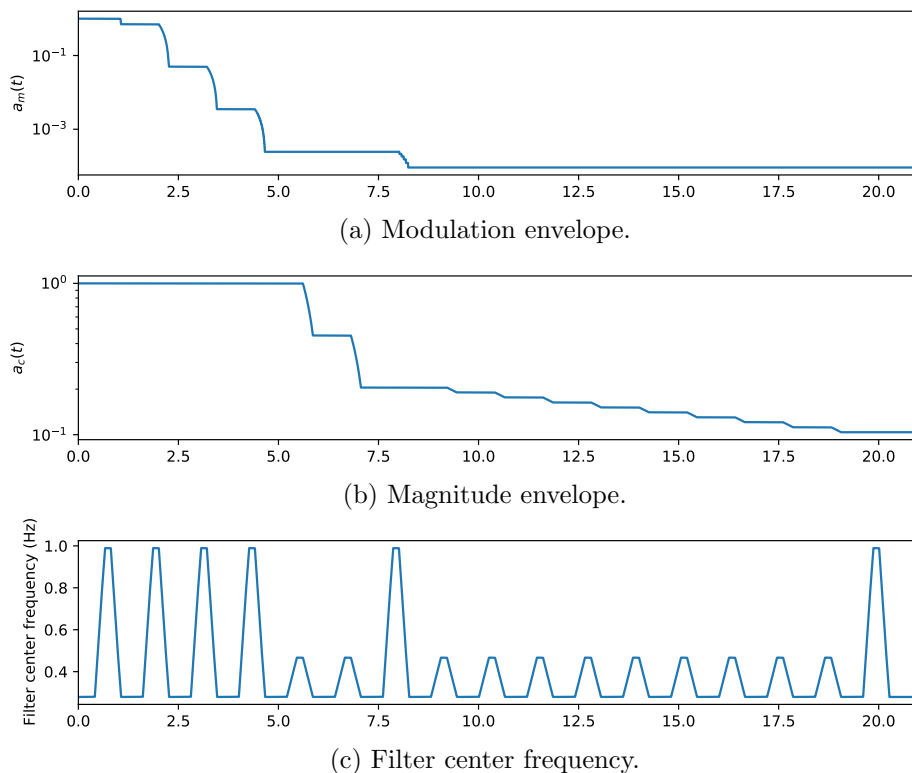 10⁻¹
10⁻³
a_m(t)
0.0 2.5 5.0 7.5 10.0 12.5 15.0 17.5 20.0
(a) Modulation envelope.
10⁰
10⁻¹
a_c(t)
0.0 2.5 5.0 7.5 10.0 12.5 15.0 17.5 20.0
(b) Magnitude envelope.
Filter center frequency (Hz)
1.0
0.8
0.6
0.4
0.0 2.5 5.0 7.5 10.0 12.5 15.0 17.5 20.0
(c) Filter center frequency.